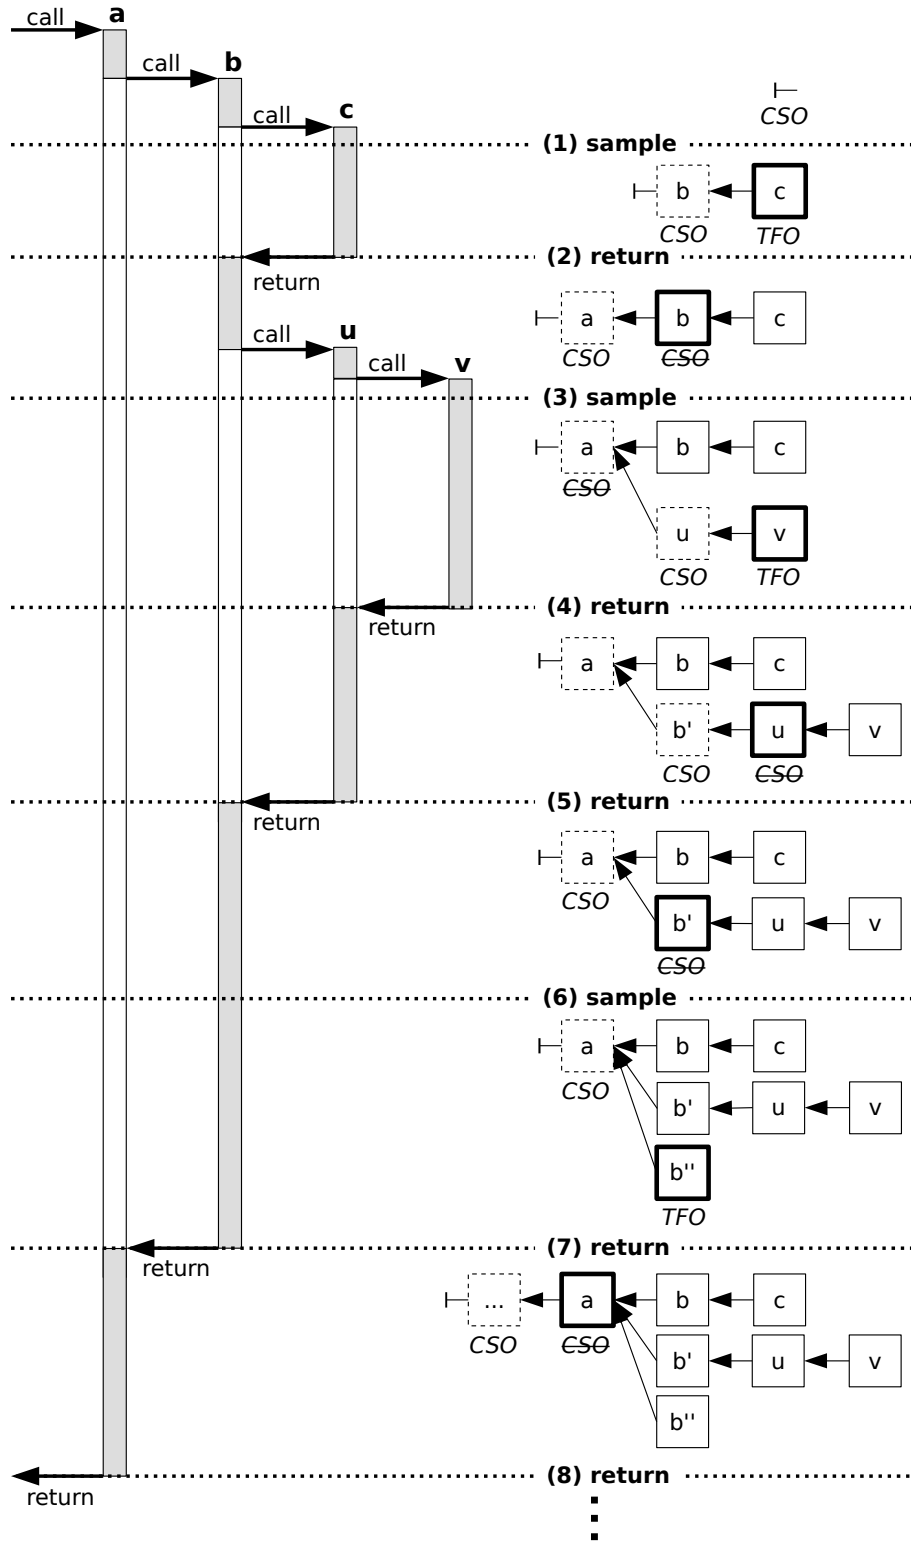 call a
call b
call c
CSO
(1) sample
b c
CSO TFO
(2) return
return
a b c
CSO CSO
call u
call v
(3) sample
a b c
CSO
u v
CSO TFO
(4) return
return
a b c
b' u v
CSO CSO
(5) return
return
a b c
CSO
b' u v
CSO
(6) sample
a b c
CSO
b' u v
b''
TFO
(7) return
return
... a b c
CSO CSO
b' u v
b''
(8) return
return